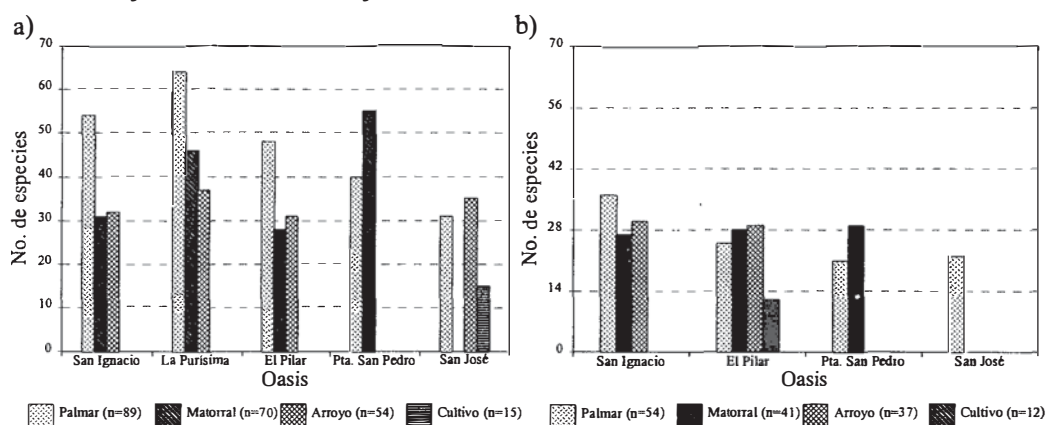 a)
No. de especies
70
60
50
40
30
20
10
0
San Ignacio La Purísima El Pilar Pta. San Pedro San José
Oasis
Palmar (n=89) Matorral (n=70) Arroyo (n=54) Cultivo (n=15)
b)
No. de especies
70
56
42
28
14
0
San Ignacio El Pilar Pta. San Pedro San José
Oasis
Palmar (n=54) Matorral (n=41) Arroyo (n=37) Cultivo (n=12)